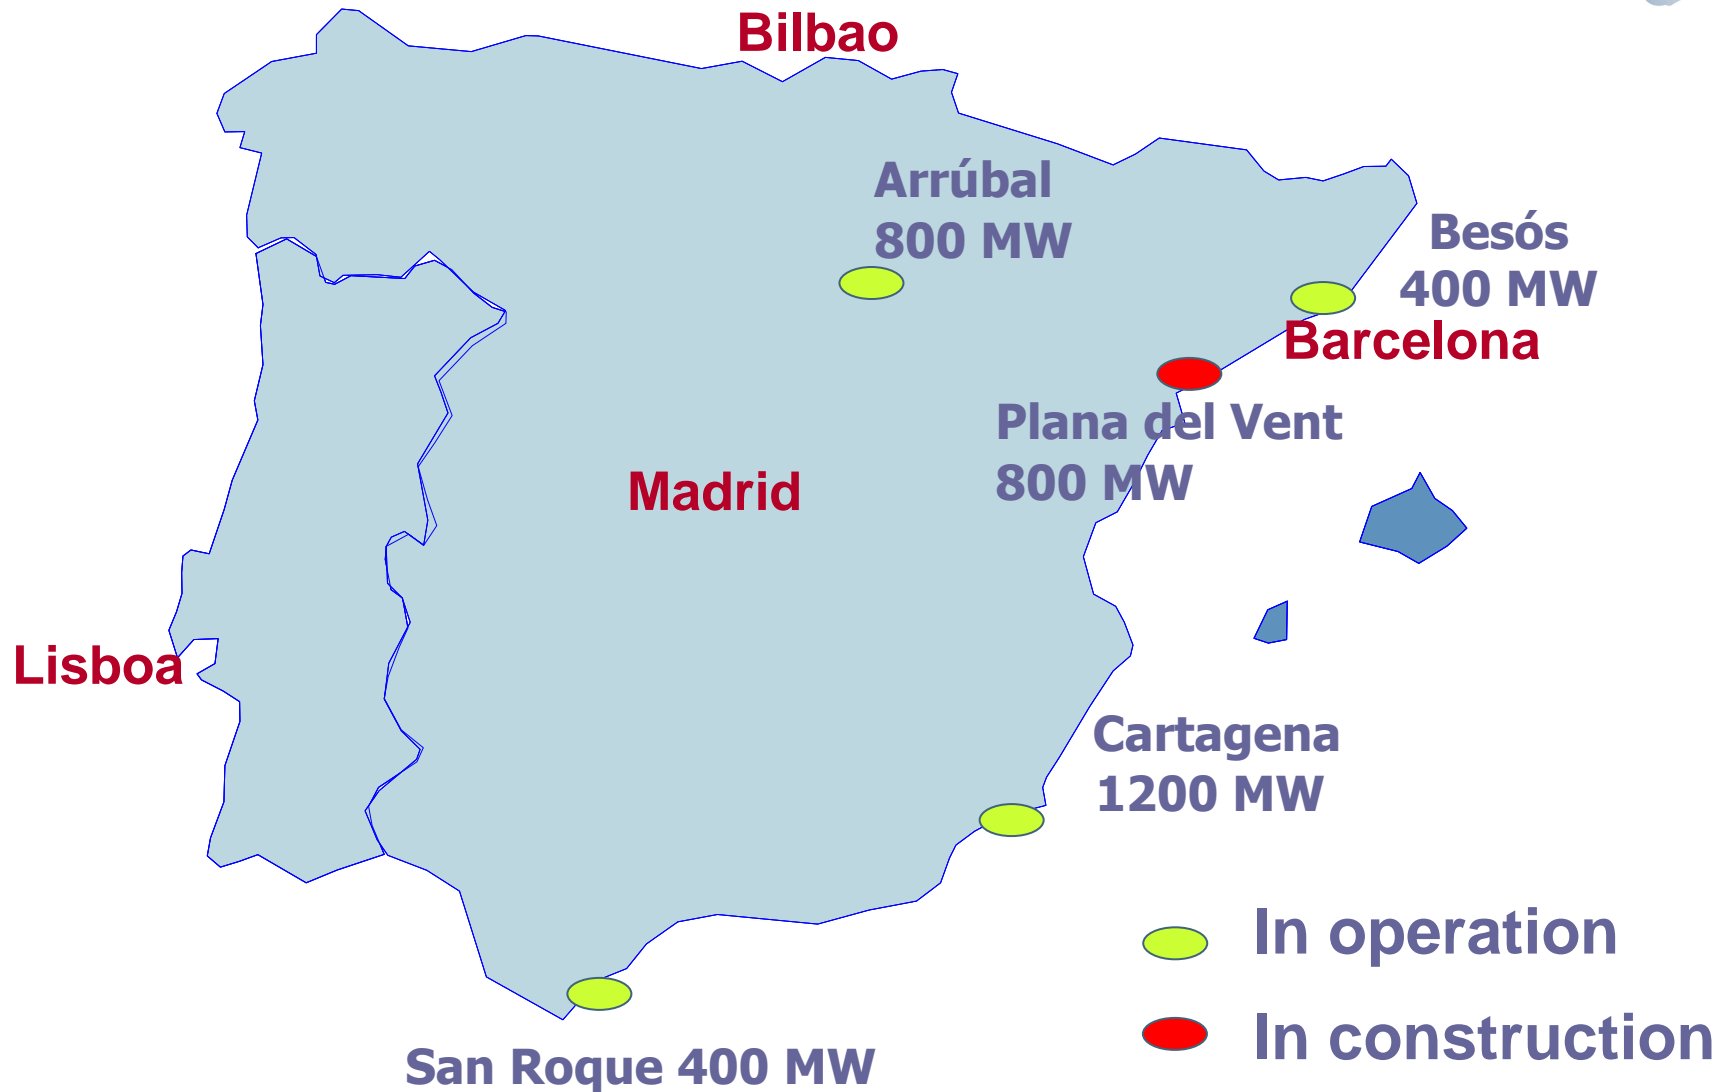 Bilbao
Arrúbal
800 MW
Besós
400 MW
Barcelona
Plana del Vent
800 MW
Madrid
Lisboa
Cartagena
1200 MW
In operation
In construction
San Roque 400 MW